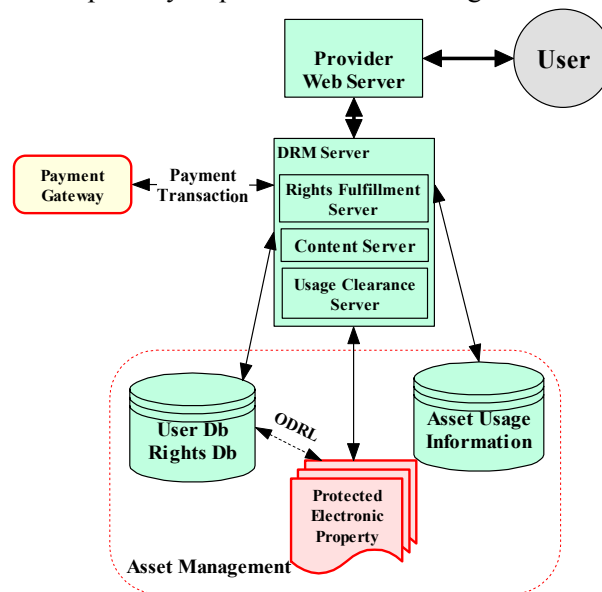 Provider
Web Server
User
DRM Server
Payment
Gateway
Payment
Transaction
Rights Fulfillment
Server
Content Server
Usage Clearance
Server
User Db
Rights Db
ODRL
Asset Usage
Information
Protected
Electronic
Property
Asset Management